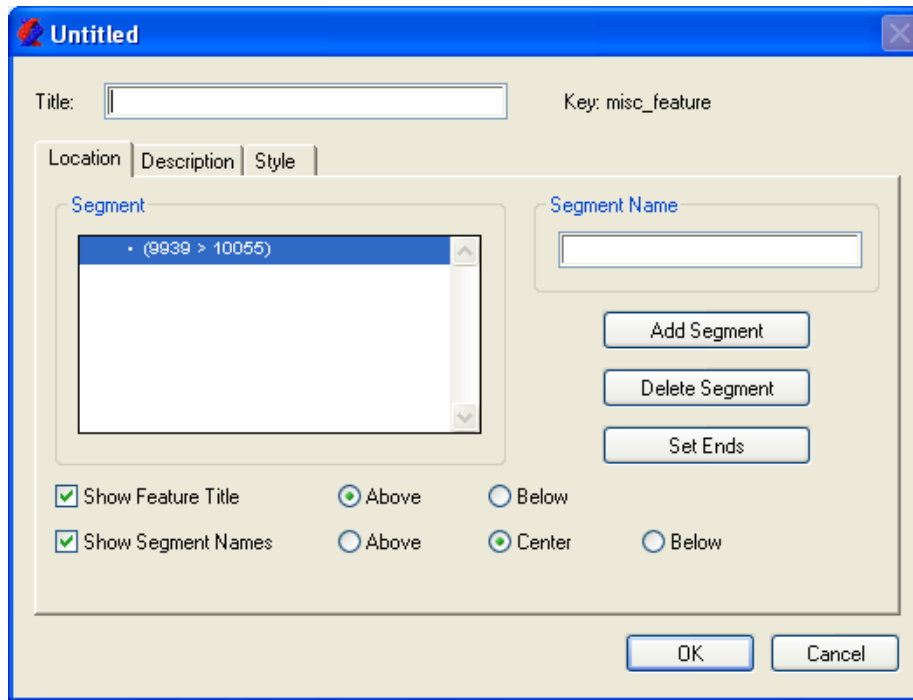 Untitled
Title: Key: misc_feature
Location Description Style
Segment Segment Name
• (9939 > 10055)
Add Segment
Delete Segment
Set Ends
Show Feature Title Above Below
Show Segment Names Above Center Below
OK Cancel